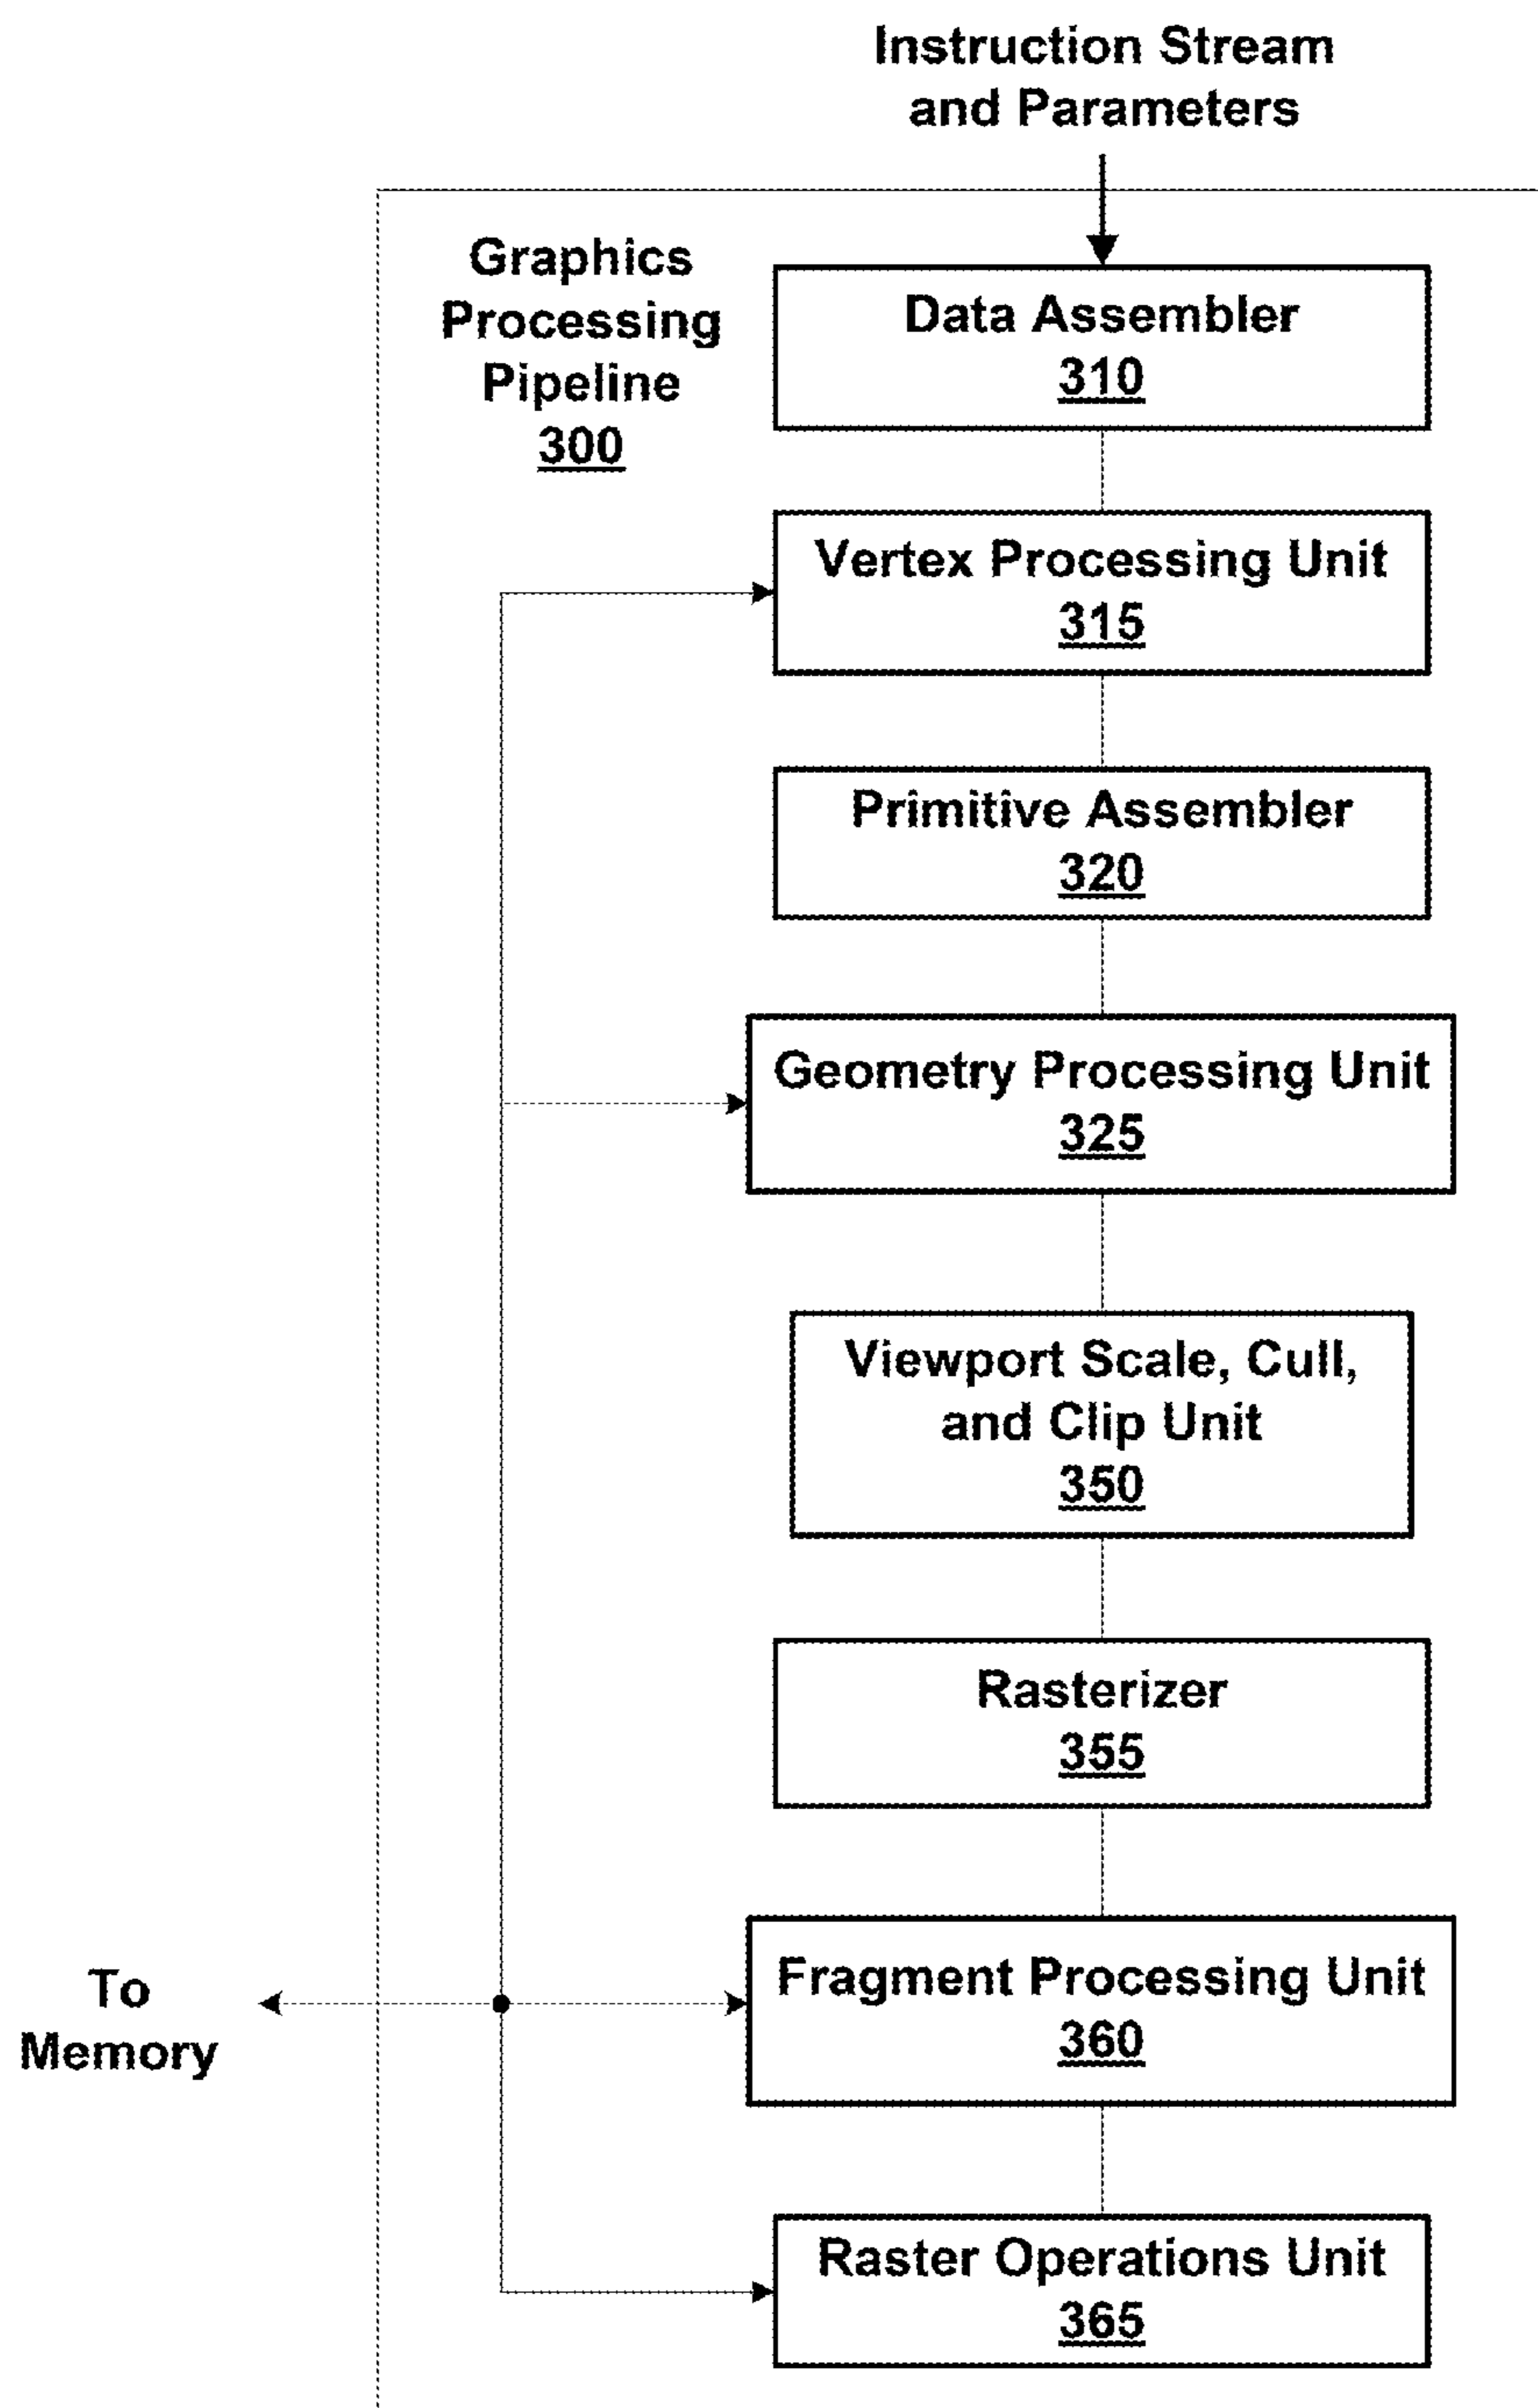 Instruction Stream
and Parameters
Graphics
Processing
Pipeline
300
Data Assembler
310
Vertex Processing Unit
315
Primitive Assembler
320
Geometry Processing Unit
325
Viewport Scale, Cull,
and Clip Unit
350
Rasterizer
355
Fragment Processing Unit
360
To
Memory
Raster Operations Unit
365